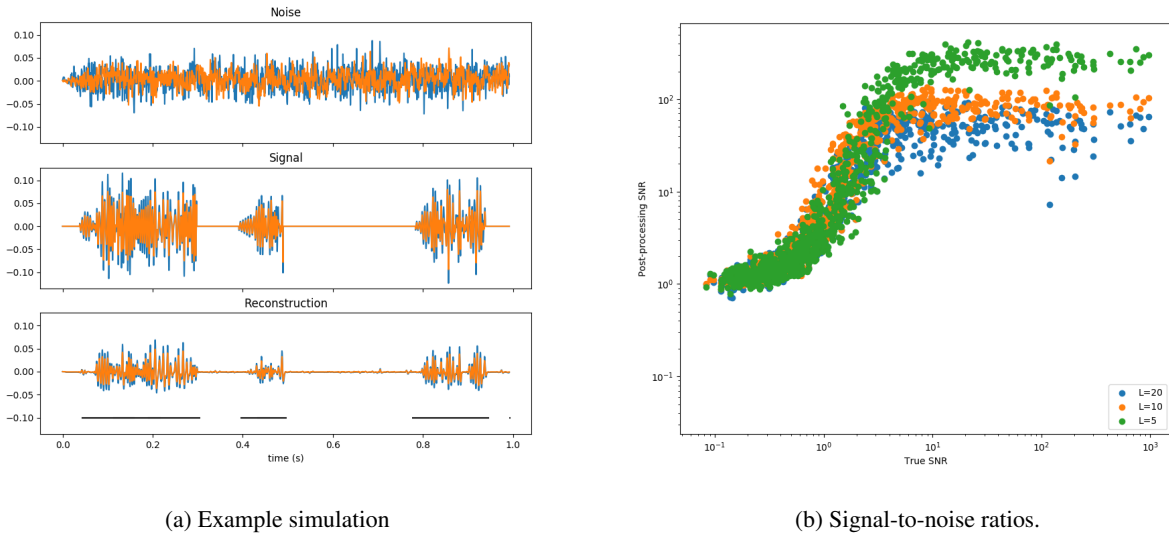 Noise
0.10
0.05
0.00
−0.05
−0.10
Signal
0.10
0.05
0.00
−0.05
−0.10
Reconstruction
0.10
0.05
0.00
−0.05
−0.10
0.0 0.2 0.4 0.6 0.8 1.0
time (s)
(a) Example simulation
Post-processing SNR
10²
10¹
10⁰
10⁻¹
L=20
L=10
L=5
10⁻¹ 10⁰ 10¹ 10² 10³
True SNR
(b) Signal-to-noise ratios.